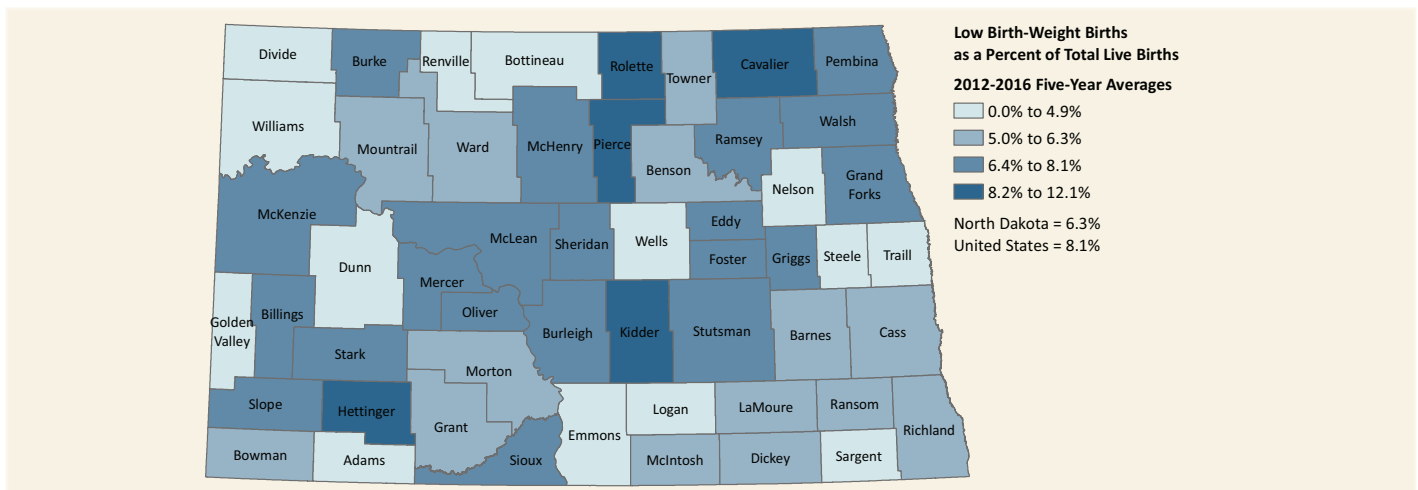 Low Birth-Weight Births
as a Percent of Total Live Births
2012-2016 Five-Year Averages
0.0% to 4.9%
5.0% to 6.3%
6.4% to 8.1%
8.2% to 12.1%
North Dakota = 6.3%
United States = 8.1%
Divide
Burke
Renville
Bottineau
Rolette
Towner
Cavalier
Pembina
Williams
Mountrail
Ward
McHenry
Pierce
Benson
Ramsey
Walsh
Nelson
Grand
Forks
McKenzie
Dunn
McLean
Sheridan
Wells
Eddy
Foster
Griggs
Steele
Traill
Mercer
Oliver
Golden
Valley
Billings
Stark
Burleigh
Kidder
Stutsman
Barnes
Cass
Morton
Slope
Hettinger
Grant
Emmons
Logan
LaMoure
Ransom
Richland
Bowman
Adams
Sioux
McIntosh
Dickey
Sargent